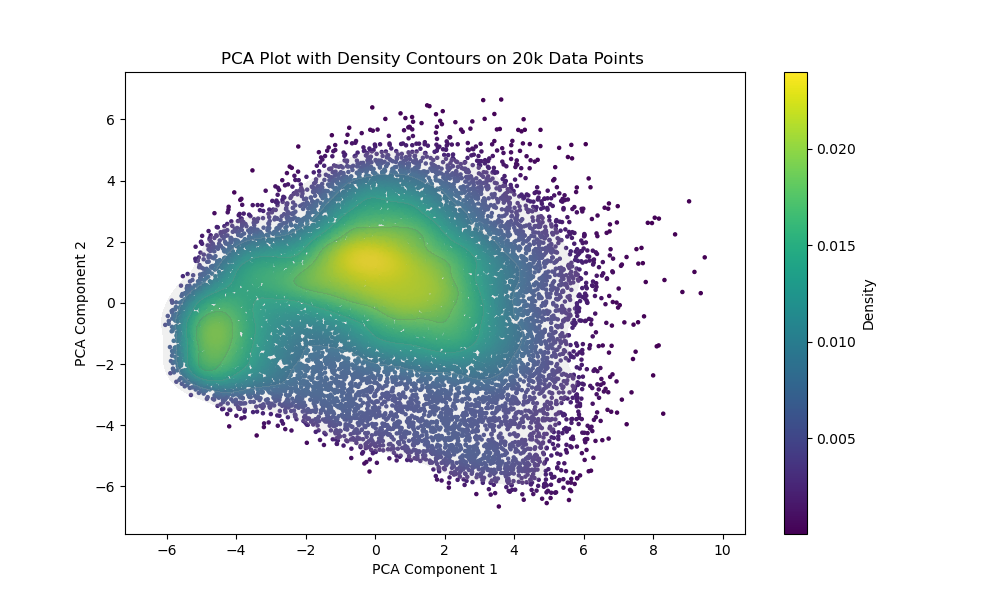 PCA Plot with Density Contours on 20k Data Points
6
4
2
0
−2
−4
−6
PCA Component 2
−6 −4 −2 0 2 4 6 8 10
PCA Component 1
0.020
0.015
0.010
0.005
Density